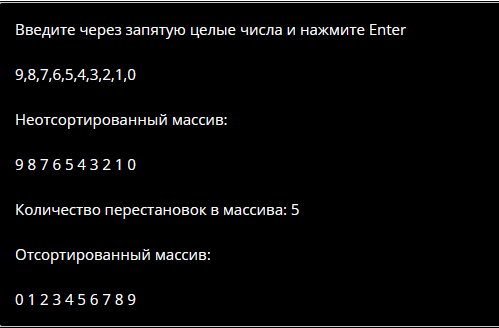 Введите через запятую целые числа и нажмите Enter
9,8,7,6,5,4,3,2,1,0
Неотсортированный массив:
9 8 7 6 5 4 3 2 1 0
Количество перестановок в массива: 5
Отсортированный массив:
0 1 2 3 4 5 6 7 8 9